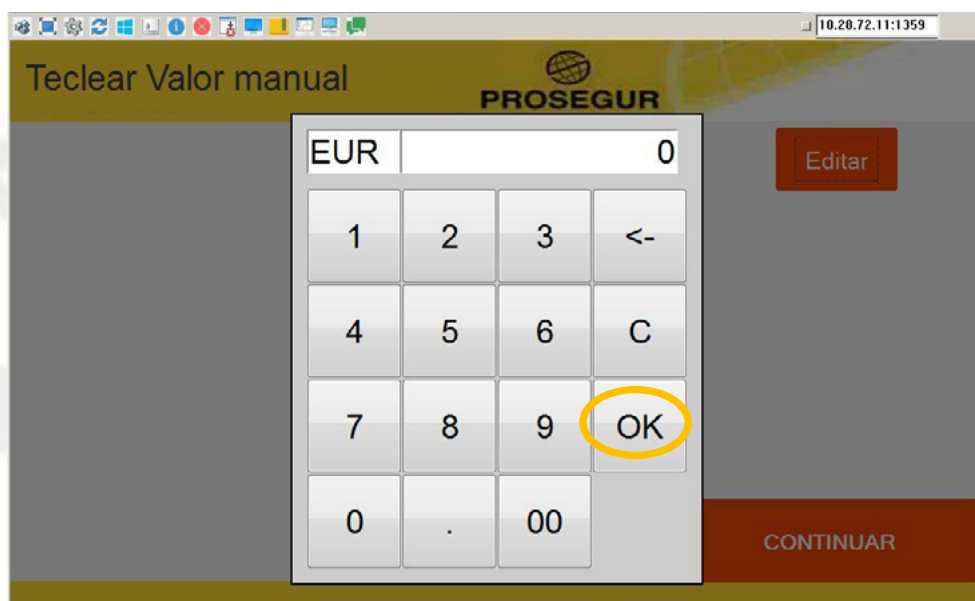 10.20.72.11:1359
Teclear Valor manual
PROSEGUR
EUR 0
Editar
1 2 3 <-
4 5 6 C
7 8 9 OK
0 . 00
CONTINUAR